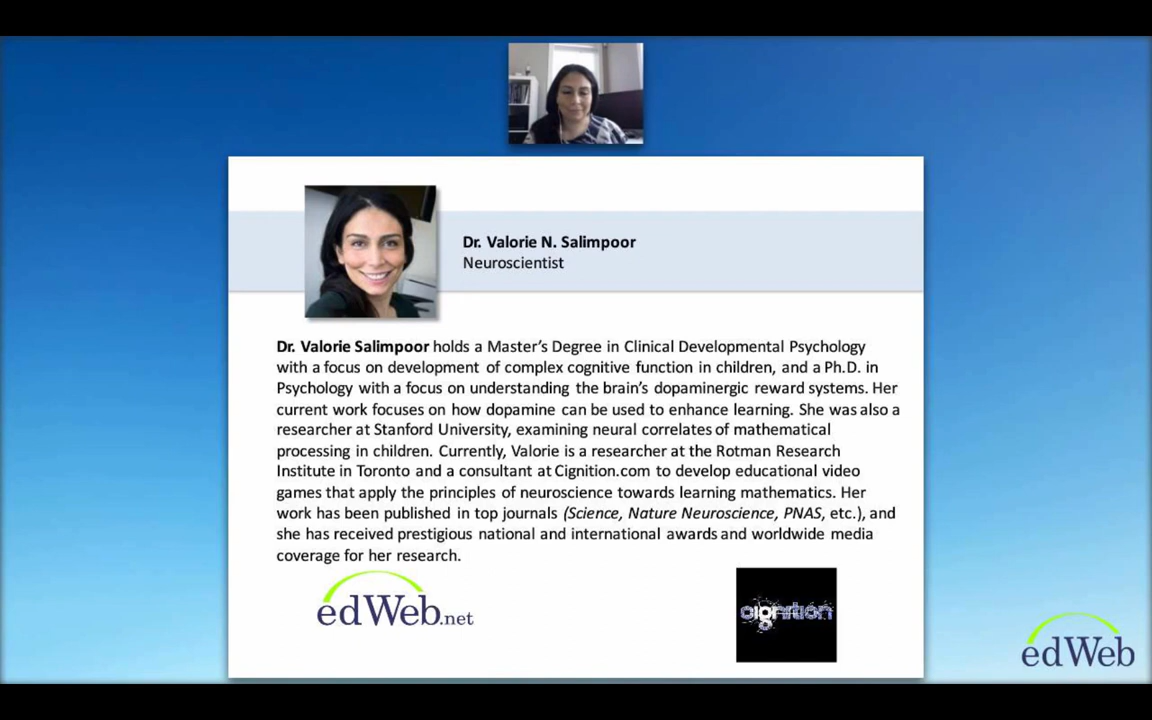 Dr. Valorie N. Salimpoor
Neuroscientist
Dr. Valorie Salimpoor holds a Master's Degree in Clinical Developmental Psychology
with a focus on development of complex cognitive function in children, and a Ph.D. in
Psychology with a focus on understanding the brain's dopaminergic reward systems. Her
current work focuses on how dopamine can be used to enhance learning. She was also a
researcher at Stanford University, examining neural correlates of mathematical
processing in children. Currently, Valorie is a researcher at the Rotman Research
Institute in Toronto and a consultant at Cignition.com to develop educational video
games that apply the principles of neuroscience towards learning mathematics. Her
work has been published in top journals (Science, Nature Neuroscience, PNAS, etc.), and
she has received prestigious national and international awards and worldwide media
coverage for her research.
edWeb.net
cignition
edWeb